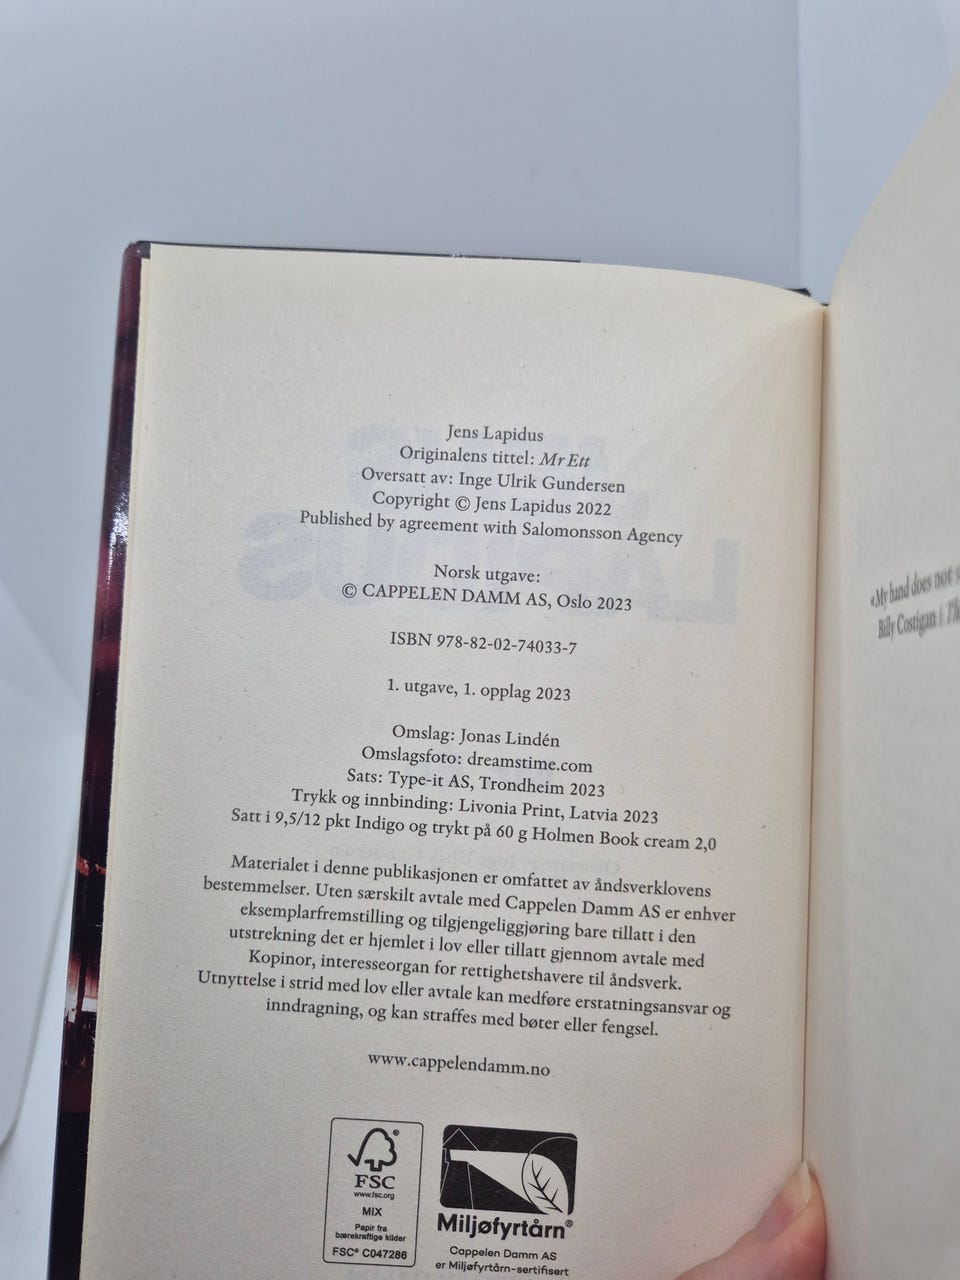 Jens Lapidus
Originalens tittel: Mr Ett
Oversatt av: Inge Ulrik Gundersen
Copyright © Jens Lapidus 2022
Published by agreement with Salomonsson Agency
Norsk utgave:
© CAPPELEN DAMM AS, Oslo 2023
ISBN 978-82-02-74033-7
1. utgave, 1. opplag 2023
Omslag: Jonas Lindén
Omslagsfoto: dreamstime.com
Sats: Type-it AS, Trondheim 2023
Trykk og innbinding: Livonia Print, Latvia 2023
Satt i 9,5/12 pkt Indigo og trykt på 60 g Holmen Book cream 2,0
Materialet i denne publikasjonen er omfattet av åndsverklovens
bestemmelser. Uten særskilt avtale med Cappelen Damm AS er enhver
eksemplarfremstilling og tilgjengeliggjøring bare tillatt i den
utstrekning det er hjemlet i lov eller tillatt gjennom avtale med
Kopinor, interesseorgan for rettighetshavere til åndsverk.
Utnyttelse i strid med lov eller avtale kan medføre erstatningsansvar og
inndragning, og kan straffes med bøter eller fengsel.
www.cappelendamm.no
FSC
www.fsc.org
MIX
Papir fra
bærekraftige kilder
FSC® C047286
Miljøfyrtårn®
Cappelen Damm AS
er Miljøfyrtårn-sertifisert
«My hand does not
Billy Costigan i